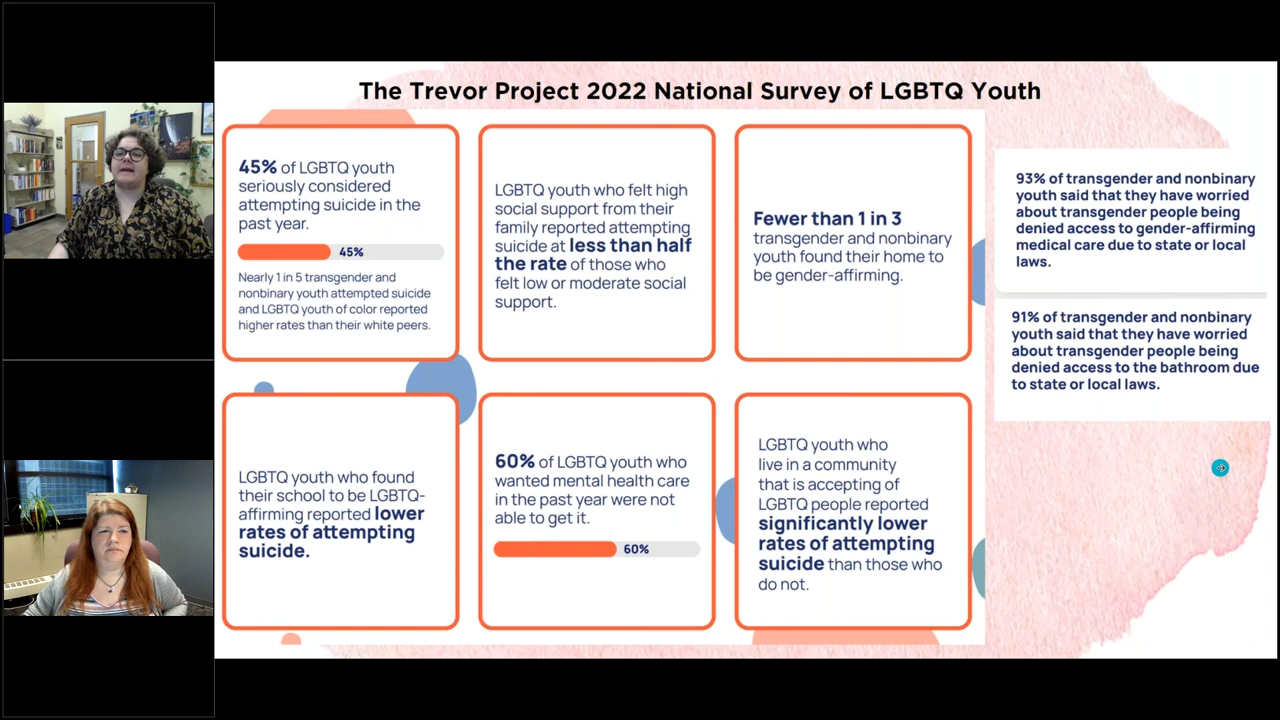 The Trevor Project 2022 National Survey of LGBTQ Youth
45% of LGBTQ youth
seriously considered
attempting suicide in the
past year.
45%
Nearly 1 in 5 transgender and
nonbinary youth attempted suicide
and LGBTQ youth of color reported
higher rates than their white peers.
LGBTQ youth who felt high
social support from their
family reported attempting
suicide at less than half
the rate of those who
felt low or moderate social
support.
Fewer than 1 in 3
transgender and nonbinary
youth found their home to
be gender-affirming.
93% of transgender and nonbinary
youth said that they have worried
about transgender people being
denied access to gender-affirming
medical care due to state or local
laws.
91% of transgender and nonbinary
youth said that they have worried
about transgender people being
denied access to the bathroom due
to state or local laws.
LGBTQ youth who found
their school to be LGBTQ-
affirming reported lower
rates of attempting
suicide.
60% of LGBTQ youth who
wanted mental health care
in the past year were not
able to get it.
60%
LGBTQ youth who
live in a community
that is accepting of
LGBTQ people reported
significantly lower
rates of attempting
suicide than those who
do not.